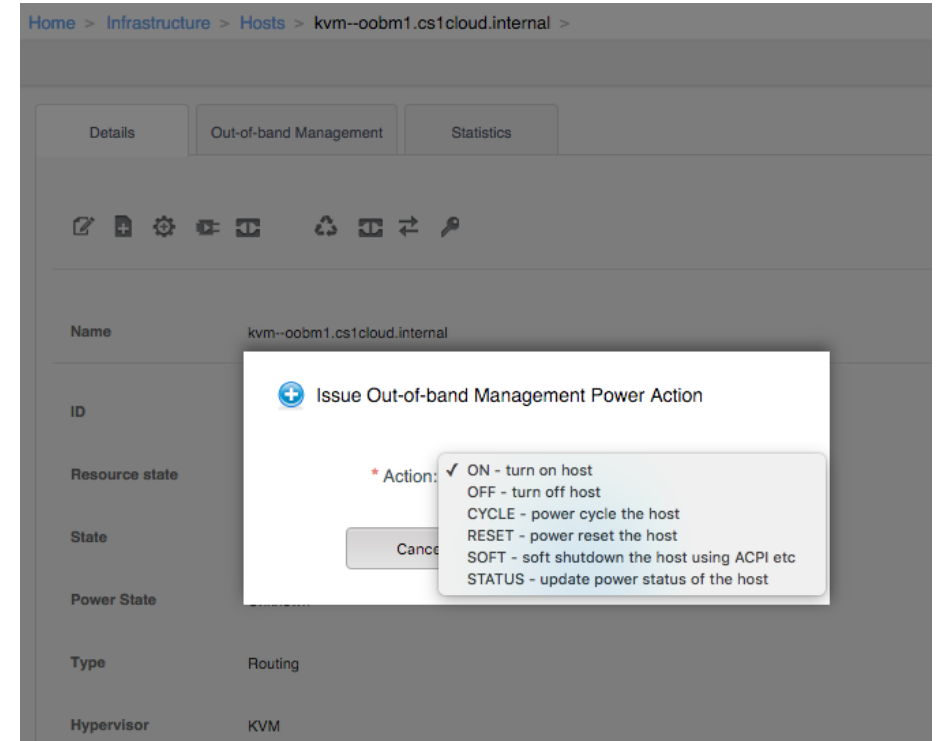 Home > Infrastructure > Hosts > kvm--oobm1.cs1cloud.internal >
Details Out-of-band Management Statistics
Name kvm--oobm1.cs1cloud.internal
Issue Out-of-band Management Power Action
ID
Resource state
* Action: ✓ ON - turn on host
OFF - turn off host
CYCLE - power cycle the host
RESET - power reset the host
SOFT - soft shutdown the host using ACPI etc
STATUS - update power status of the host
State
Power State
Type Routing
Hypervisor KVM